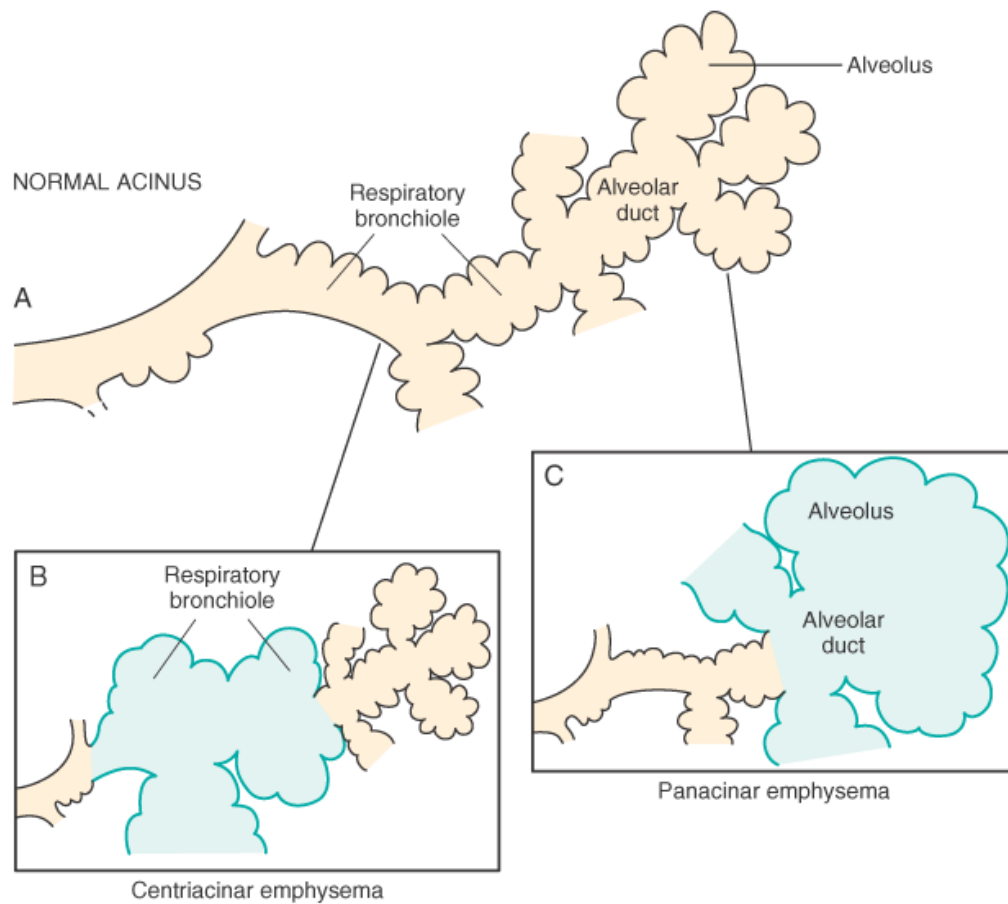 Alveolus
NORMAL ACINUS
Respiratory
bronchiole
Alveolar
duct
A
B
Respiratory
bronchiole
Centriacinar emphysema
C
Alveolus
Alveolar
duct
Panacinar emphysema